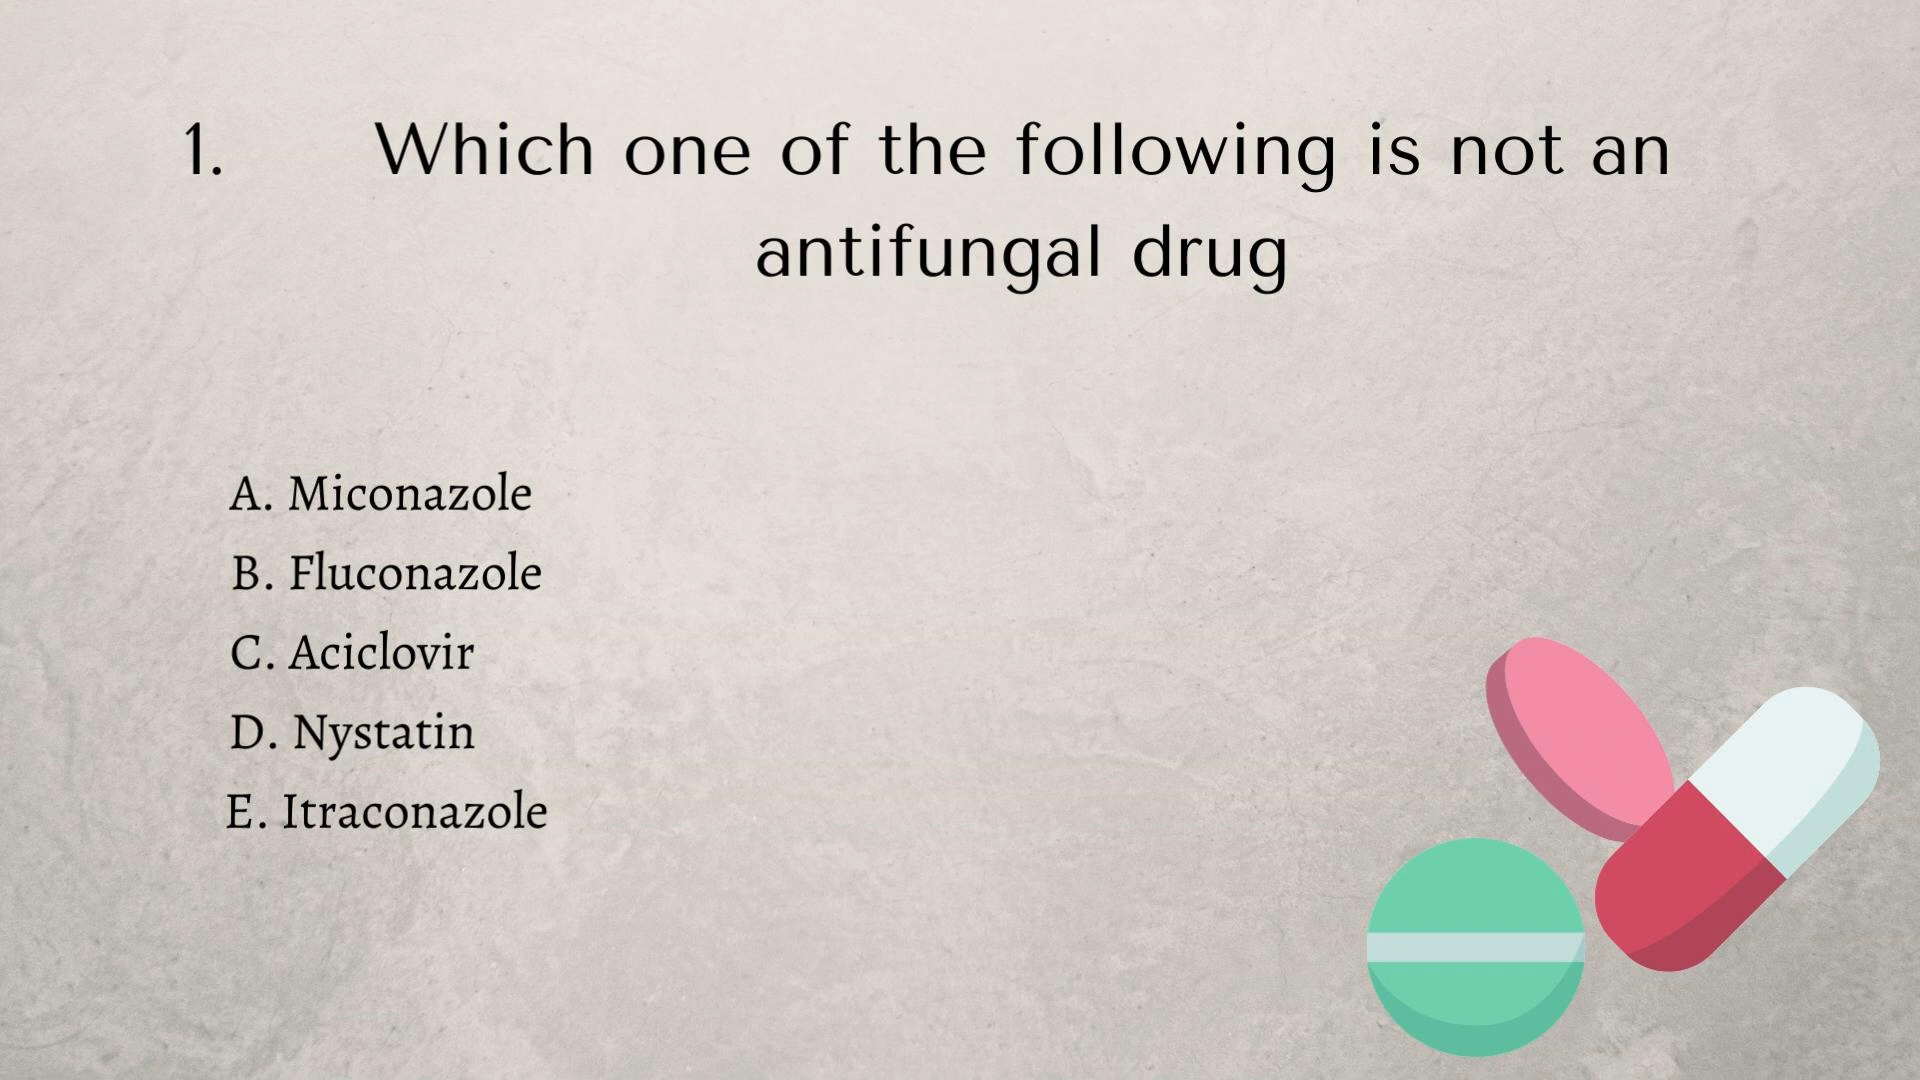 1. Which one of the following is not an
antifungal drug
A. Miconazole
B. Fluconazole
C. Aciclovir
D. Nystatin
E. Itraconazole